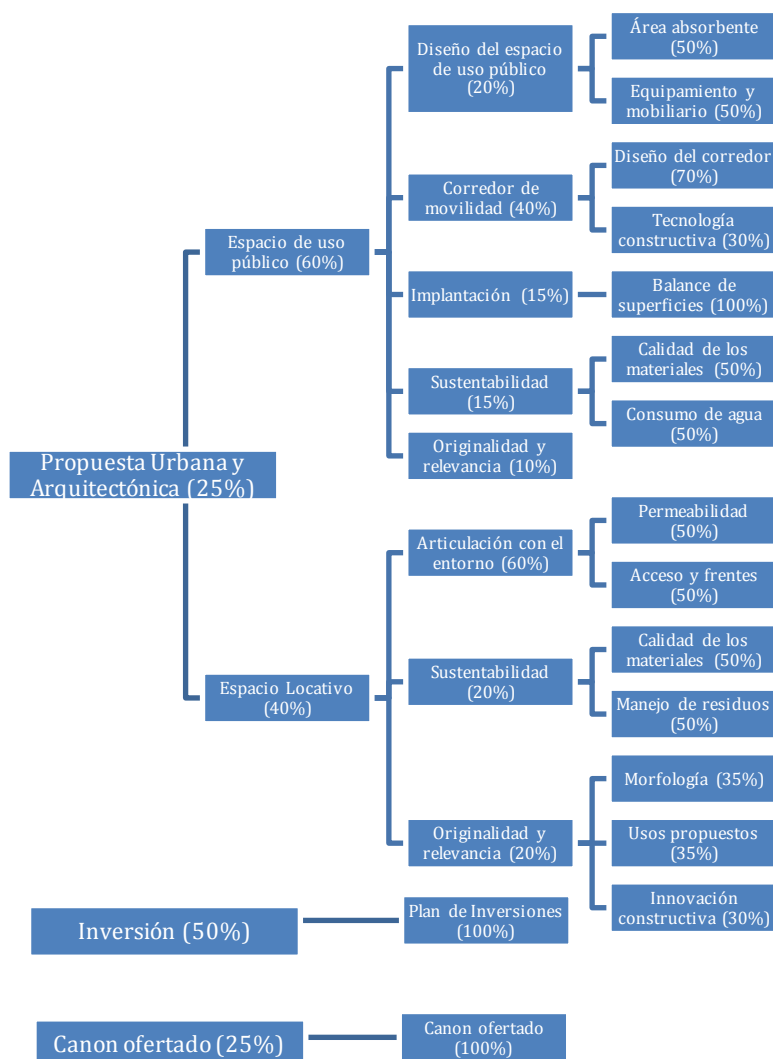 Propuesta Urbana y
Arquitectónica (25%)
Espacio de uso
público (60%)
Diseño del espacio
de uso público
(20%)
Área absorbente
(50%)
Equipamiento y
mobiliario (50%)
Corredor de
movilidad (40%)
Diseño del corredor
(70%)
Tecnología
constructiva (30%)
Implantación (15%)
Balance de
superficies (100%)
Sustentabilidad
(15%)
Calidad de los
materiales (50%)
Consumo de agua
(50%)
Originalidad y
relevancia (10%)
Espacio Locativo
(40%)
Articulación con el
entorno (60%)
Permeabilidad
(50%)
Acceso y frentes
(50%)
Sustentabilidad
(20%)
Calidad de los
materiales (50%)
Manejo de residuos
(50%)
Originalidad y
relevancia (20%)
Morfología (35%)
Usos propuestos
(35%)
Innovación
constructiva (30%)
Inversión (50%)
Plan de Inversiones
(100%)
Canon ofertado (25%)
Canon ofertado
(100%)